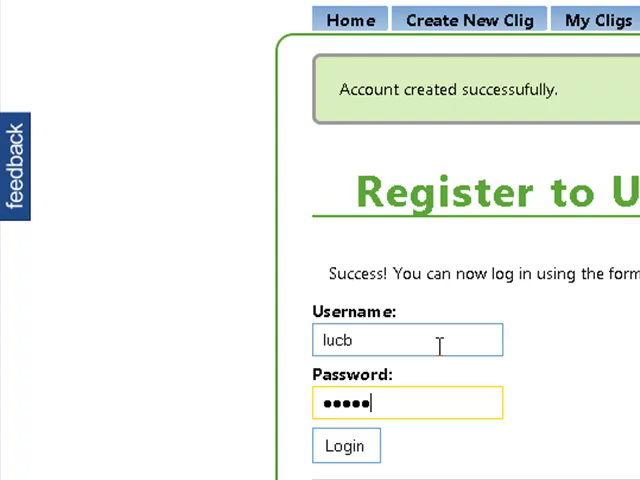 Home Create New Clig My Cligs
Account created successufully.
feedback
Register to U
Success! You can now log in using the form
Username:
lucb
Password:
•••••
Login